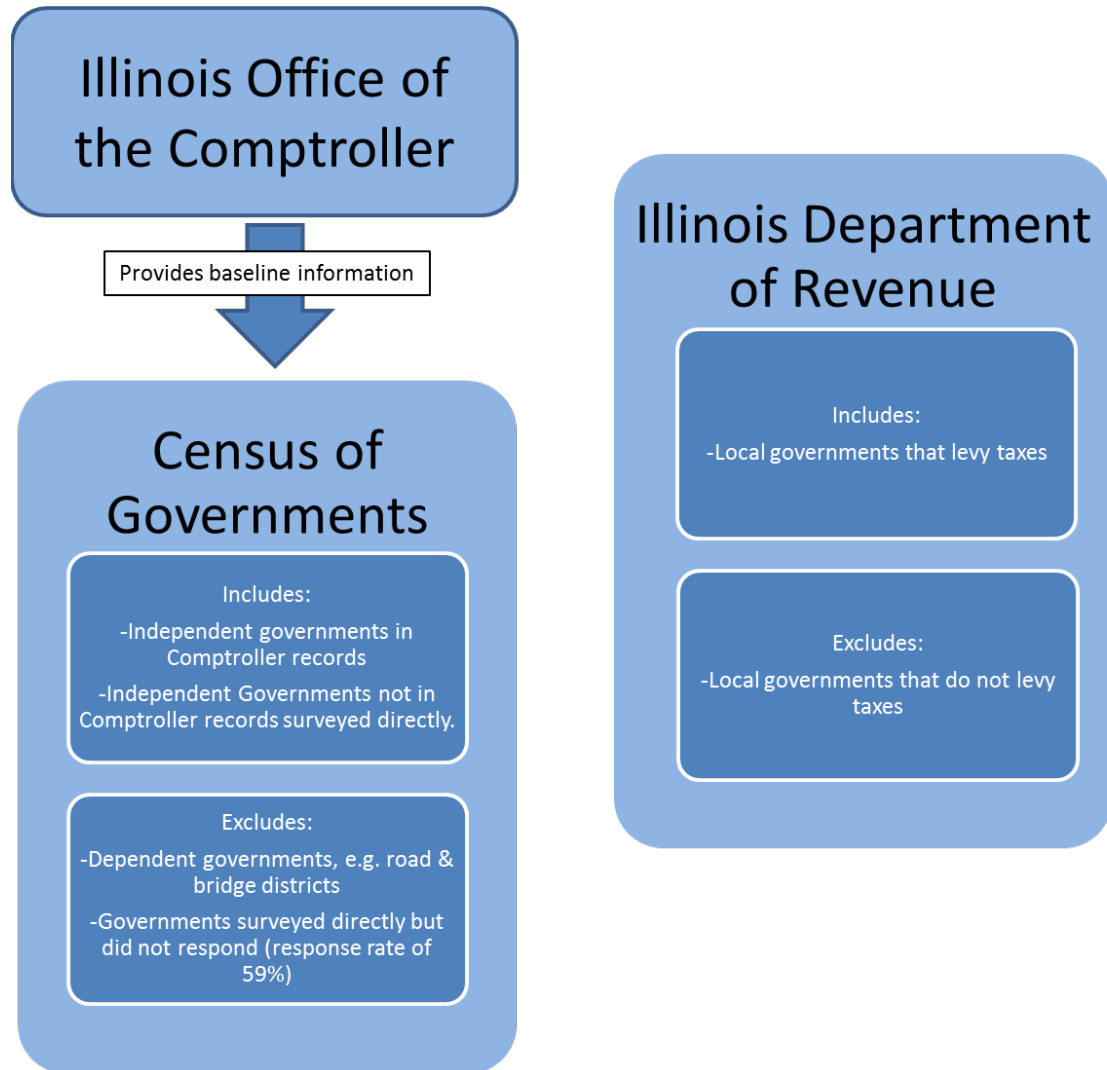 Illinois Office of
the Comptroller
Provides baseline information
Census of
Governments
Includes:
-Independent governments in
Comptroller records
-Independent Governments not in
Comptroller records surveyed directly.
Excludes:
-Dependent governments, e.g. road &
bridge districts
-Governments surveyed directly but
did not respond (response rate of
59%)
Illinois Department
of Revenue
Includes:
-Local governments that levy taxes
Excludes:
-Local governments that do not levy
taxes